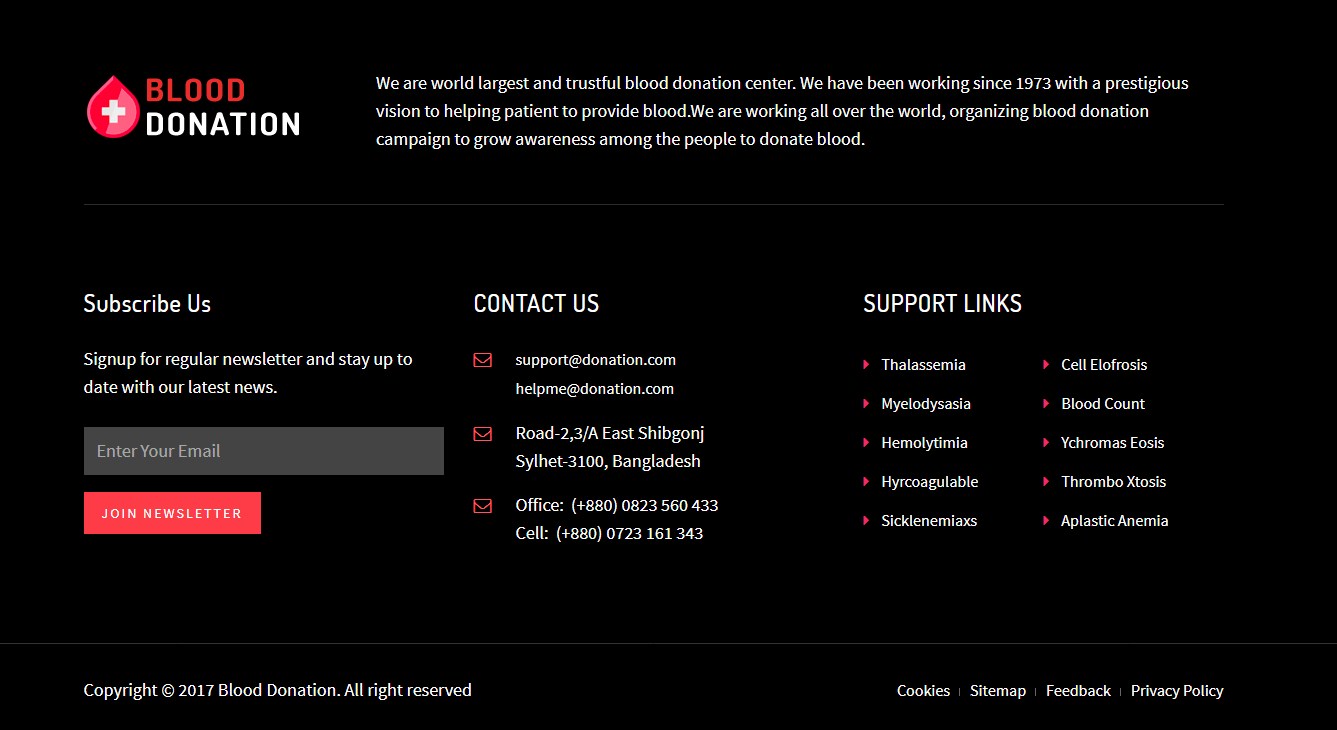 BLOOD
DONATION
We are world largest and trustful blood donation center. We have been working since 1973 with a prestigious
vision to helping patient to provide blood.We are working all over the world, organizing blood donation
campaign to grow awareness among the people to donate blood.
Subscribe Us
Signup for regular newsletter and stay up to
date with our latest news.
Enter Your Email
JOIN NEWSLETTER
CONTACT US
support@donation.com
helpme@donation.com
Road-2,3/A East Shibgonj
Sylhet-3100, Bangladesh
Office: (+880) 0823 560 433
Cell: (+880) 0723 161 343
SUPPORT LINKS
Thalassemia
Myelodysasia
Hemolytimia
Hyrcoagulable
Sicklenemiaxs
Cell Elofrosis
Blood Count
Ychromas Eosis
Thrombo Xtosis
Aplastic Anemia
Copyright © 2017 Blood Donation. All right reserved
Cookies | Sitemap | Feedback | Privacy Policy